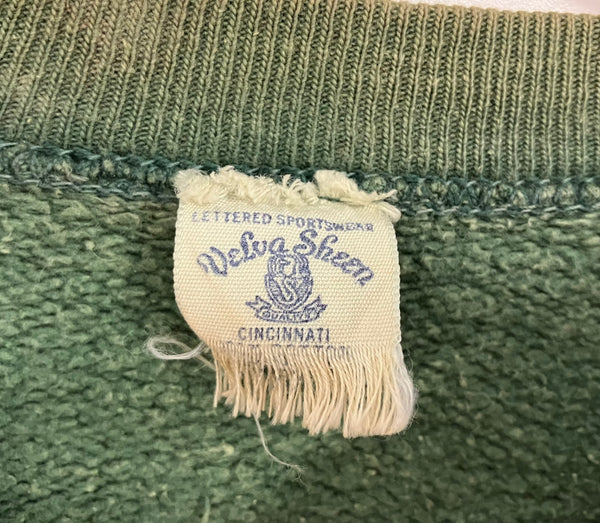 LETTERED SPORTSWEAR
Velva Sheen
QUALITY
CINCINNATI